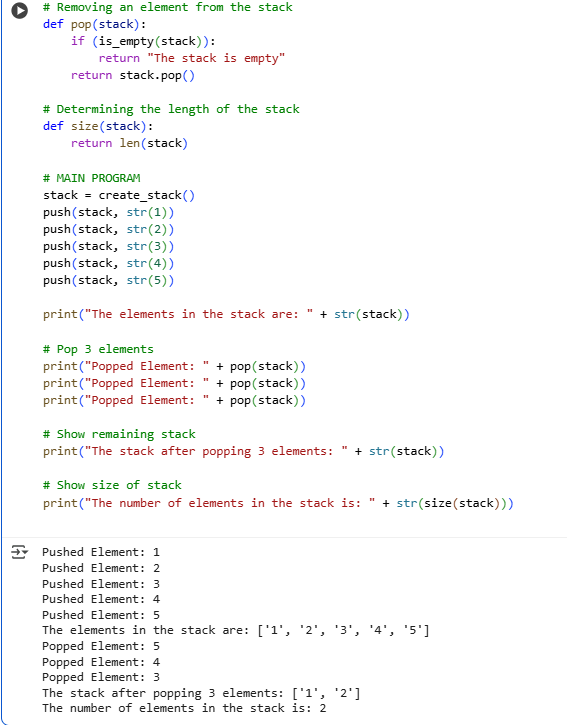 # Removing an element from the stack
def pop(stack):
    if (is_empty(stack)):
        return "The stack is empty"
    return stack.pop()

# Determining the length of the stack
def size(stack):
    return len(stack)

# MAIN PROGRAM
stack = create_stack()
push(stack, str(1))
push(stack, str(2))
push(stack, str(3))
push(stack, str(4))
push(stack, str(5))

print("The elements in the stack are: " + str(stack))

# Pop 3 elements
print("Popped Element: " + pop(stack))
print("Popped Element: " + pop(stack))
print("Popped Element: " + pop(stack))

# Show remaining stack
print("The stack after popping 3 elements: " + str(stack))

# Show size of stack
print("The number of elements in the stack is: " + str(size(stack)))

Pushed Element: 1
Pushed Element: 2
Pushed Element: 3
Pushed Element: 4
Pushed Element: 5
The elements in the stack are: ['1', '2', '3', '4', '5']
Popped Element: 5
Popped Element: 4
Popped Element: 3
The stack after popping 3 elements: ['1', '2']
The number of elements in the stack is: 2